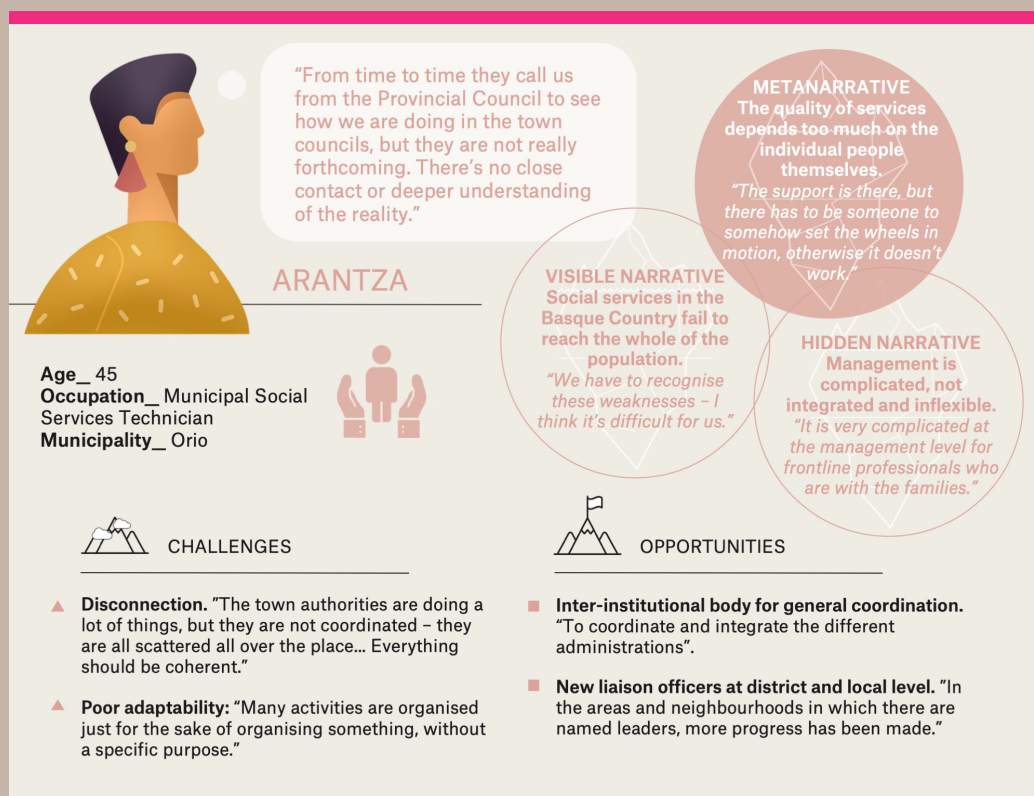 “From time to time they call us
from the Provincial Council to see
how we are doing in the town
councils, but they are not really
forthcoming. There’s no close
contact or deeper understanding
of the reality.”
ARANTZA
Age_ 45
Occupation_ Municipal Social
Services Technician
Municipality_ Orio
METANARRATIVE
The quality of services
depends too much on the
individual people
themselves.
“The support is there, but
there has to be someone to
somehow set the wheels in
motion, otherwise it doesn’t
work.”
VISIBLE NARRATIVE
Social services in the
Basque Country fail to
reach the whole of the
population.
“We have to recognise
these weaknesses – I
think it’s difficult for us.”
HIDDEN NARRATIVE
Management is
complicated, not
integrated and inflexible.
“It is very complicated at
the management level for
frontline professionals who
are with the families.”
CHALLENGES
Disconnection. ”The town authorities are doing a
lot of things, but they are not coordinated – they
are all scattered all over the place... Everything
should be coherent.”
Poor adaptability: “Many activities are organised
just for the sake of organising something, without
a specific purpose.”
OPPORTUNITIES
Inter-institutional body for general coordination.
“To coordinate and integrate the different
administrations”.
New liaison officers at district and local level. ”In
the areas and neighbourhoods in which there are
named leaders, more progress has been made.”